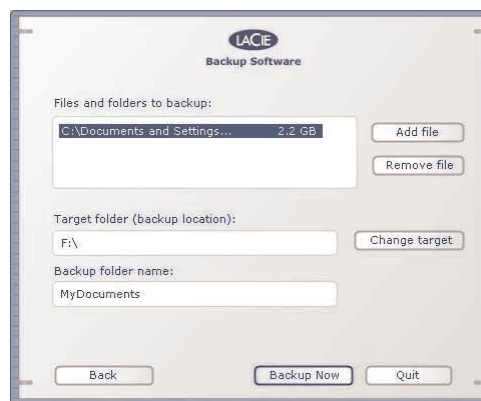 LACIE
Backup Software
Files and folders to backup:
C:\Documents and Settings... 2.2 GB
Add file
Remove file
Target folder (backup location):
F:\
Change target
Backup folder name:
MyDocuments
Back
Backup Now
Quit